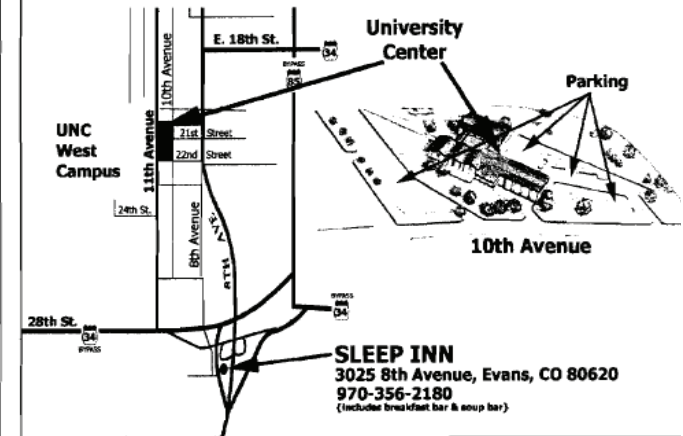 University
Center
E. 18th St.
34
BYPASS
85
Parking
10th Avenue
UNC
West
Campus
11th Avenue
21st Street
22nd Street
24th St.
8th Avenue
8TH AVE.
10th Avenue
28th St.
34
BYPASS
BYPASS
34
SLEEP INN
3025 8th Avenue, Evans, CO 80620
970-356-2180
{includes breakfast bar & soup bar}